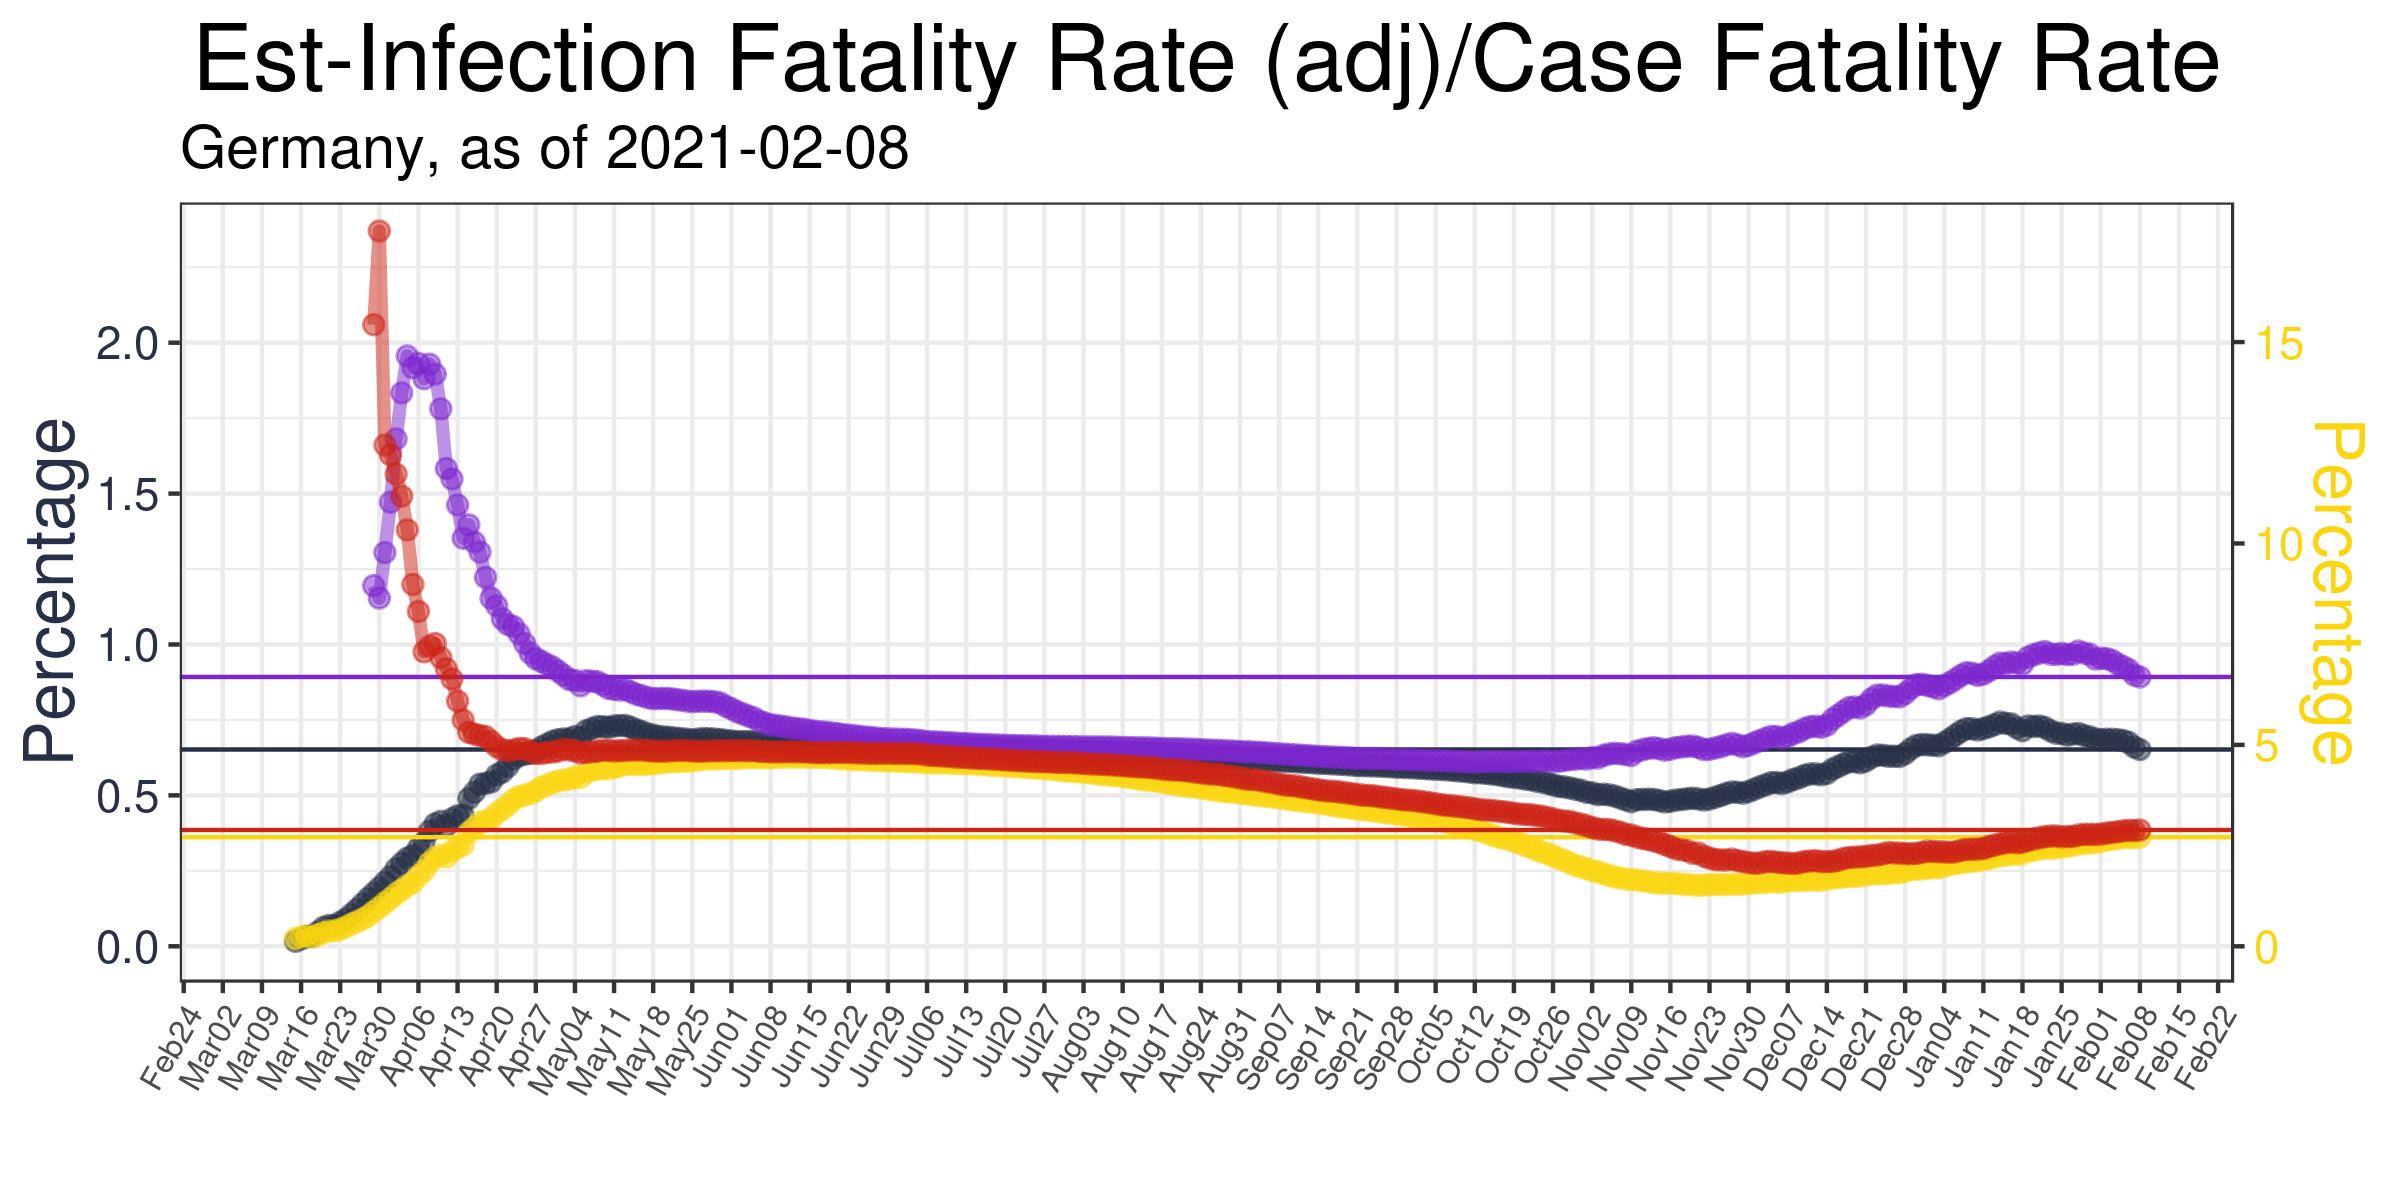 Est-Infection Fatality Rate (adj)/Case Fatality Rate
Germany, as of 2021-02-08
Percentage
2.0
1.5
1.0
0.5
0.0
15
10
5
0
Percentage
Feb24
Mar02
Mar09
Mar16
Mar23
Mar30
Apr06
Apr13
Apr20
Apr27
May04
May11
May18
May25
Jun01
Jun08
Jun15
Jun22
Jun29
Jul06
Jul13
Jul20
Jul27
Aug03
Aug10
Aug17
Aug24
Aug31
Sep07
Sep14
Sep21
Sep28
Oct05
Oct12
Oct19
Oct26
Nov02
Nov09
Nov16
Nov23
Nov30
Dec07
Dec14
Dec21
Dec28
Jan04
Jan11
Jan18
Jan25
Feb01
Feb08
Feb15
Feb22